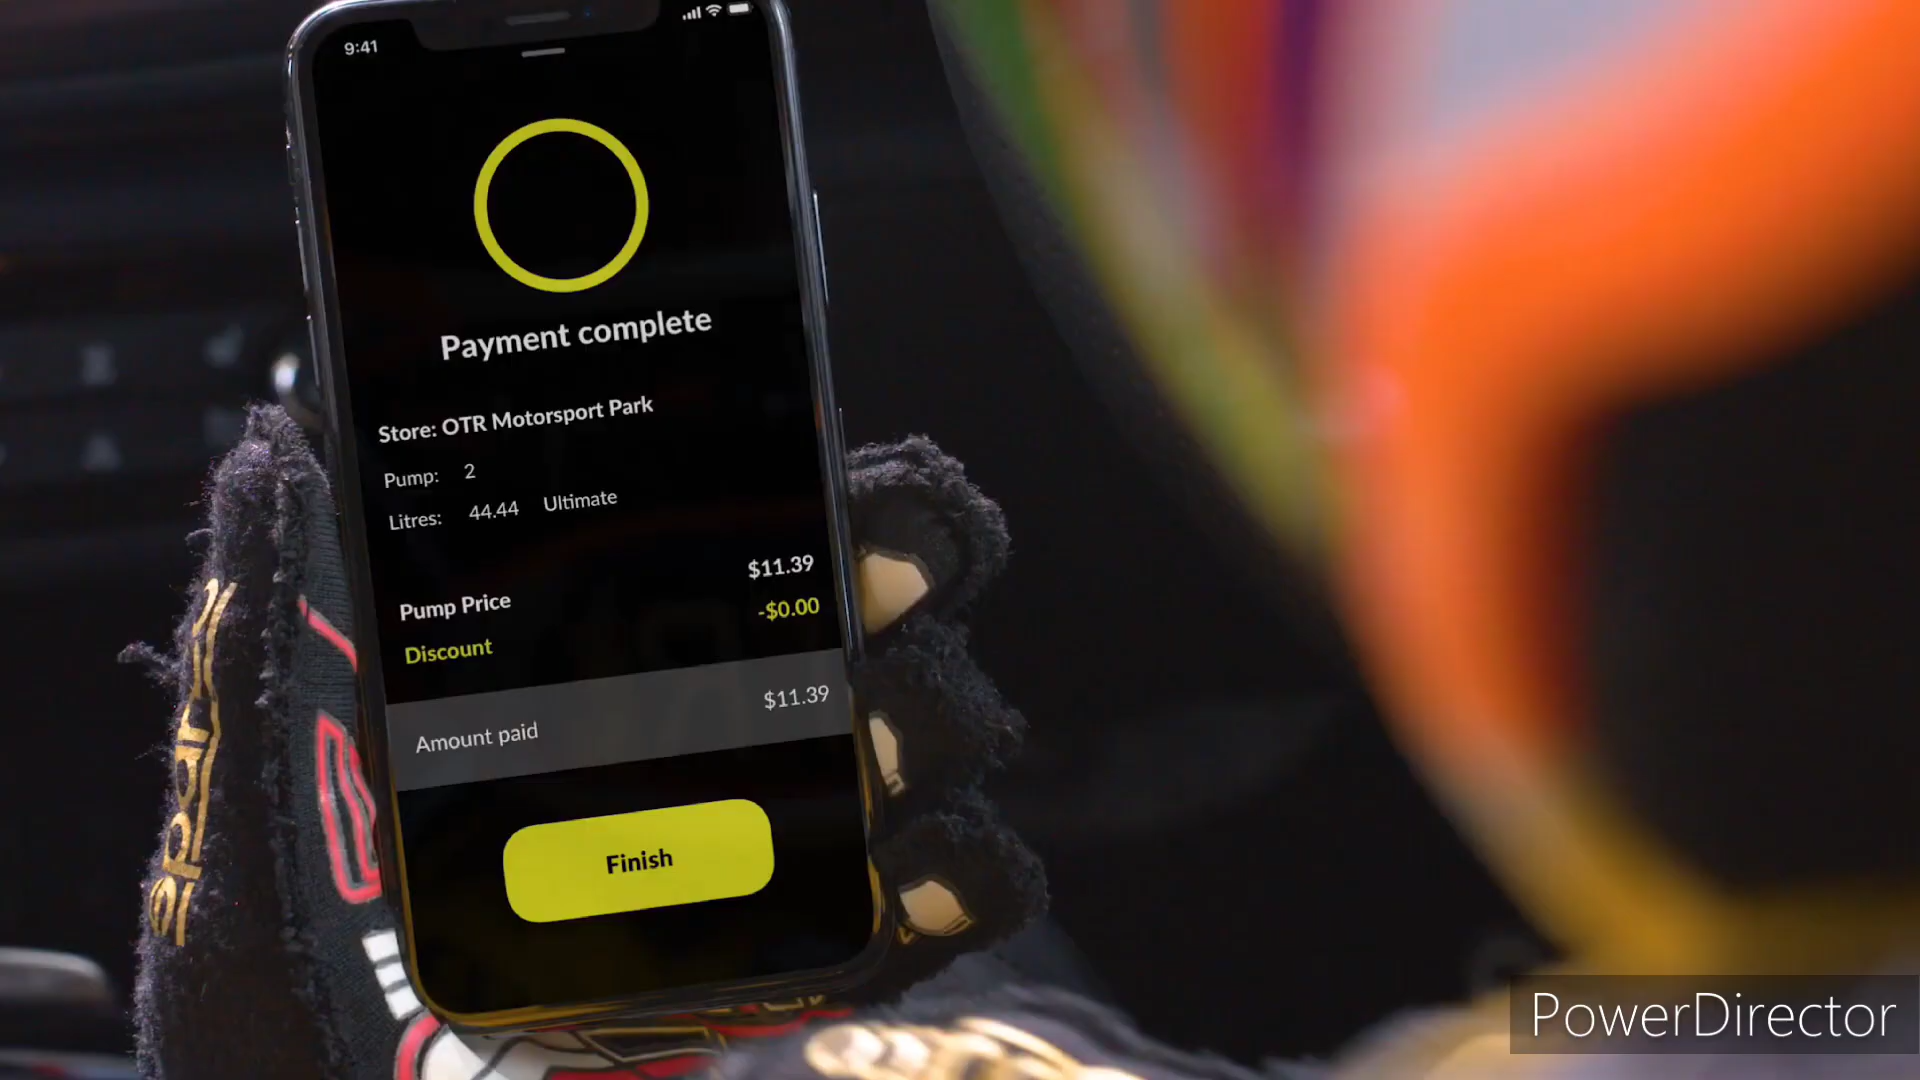 9:41
Payment complete
Store: OTR Motorsport Park
Pump: 2
Litres: 44.44 Ultimate
Pump Price $11.39
Discount -$0.00
Amount paid $11.39
Finish
sparco
PowerDirector